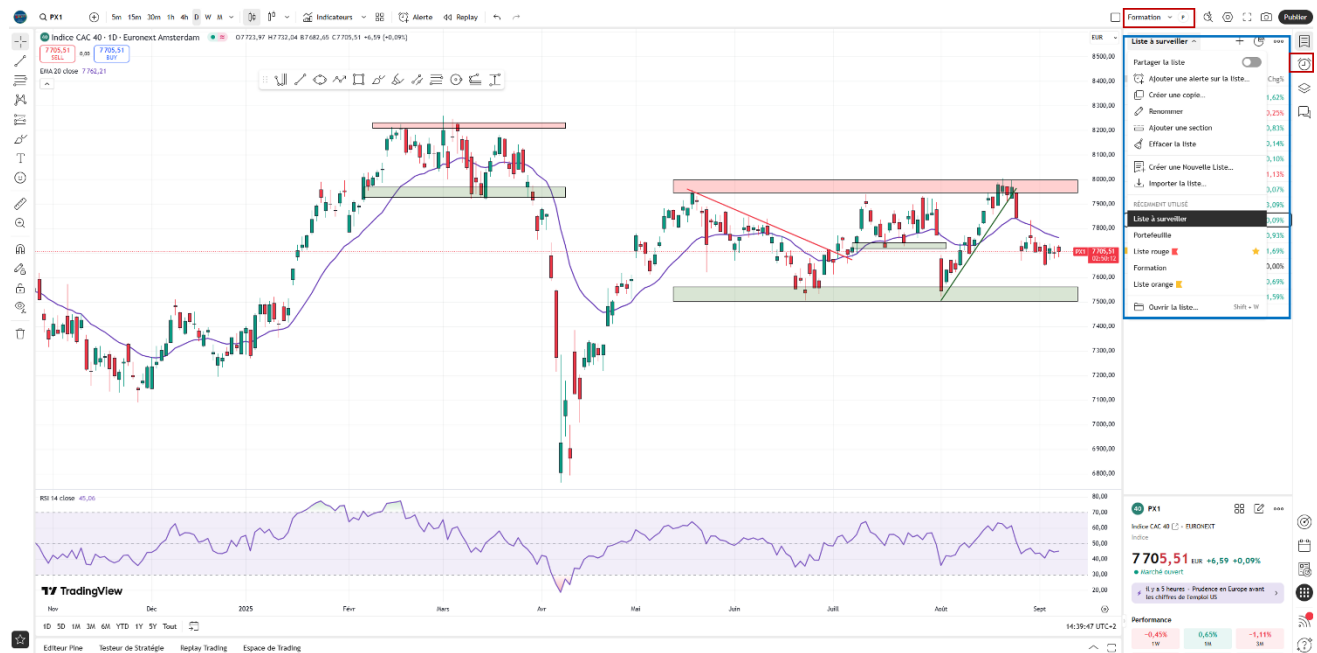 PX1
5m 15m 30m 1h 4h D W M
Indicateurs
Alerte
Replay
Formation
P
Publier
Indice CAC 40 · 1D · Euronext Amsterdam
O7723,97 H7732,04 B7682,65 C7705,51 +6,59 (+0,09%)
7705,51
SELL
0,00
7705,51
BUY
EMA 20 close 7762,21
EUR
8500,00
8400,00
8300,00
8200,00
8100,00
8000,00
7900,00
7800,00
PX1 7705,51
02:50:12
7600,00
7500,00
7400,00
7300,00
7200,00
7100,00
7000,00
6900,00
6800,00
Liste à surveiller
Partager la liste
Ajouter une alerte sur la liste...
Chg%
Créer une copie...
1,62%
Renommer
0,25%
Ajouter une section
0,83%
Effacer la liste
0,14%
0,10%
Créer une Nouvelle Liste...
1,13%
Importer la liste...
0,07%
RÉCEMMENT UTILISÉ
0,09%
Liste à surveiller
0,09%
Portefeuille
0,93%
Liste rouge
1,69%
Formation
0,00%
Liste orange
0,69%
1,59%
Ouvrir la liste...
Shift + W
RSI 14 close 45,06
80,00
70,00
60,00
50,00
40,00
30,00
20,00
TradingView
Nov Déc 2025 Févr Mars Avr Mai Juin Juill Août Sept
1D 5D 1M 3M 6M YTD 1Y 5Y Tout
14:39:47 UTC+2
Editeur Pine
Testeur de Stratégie
Replay Trading
Espace de Trading
40 PX1
Indice CAC 40 · EURONEXT
Indice
7705,51 EUR +6,59 +0,09%
Marché ouvert
Il y a 5 heures · Prudence en Europe avant
les chiffres de l'emploi US
Performance
-0,45%
1W
0,65%
1M
-1,11%
3M